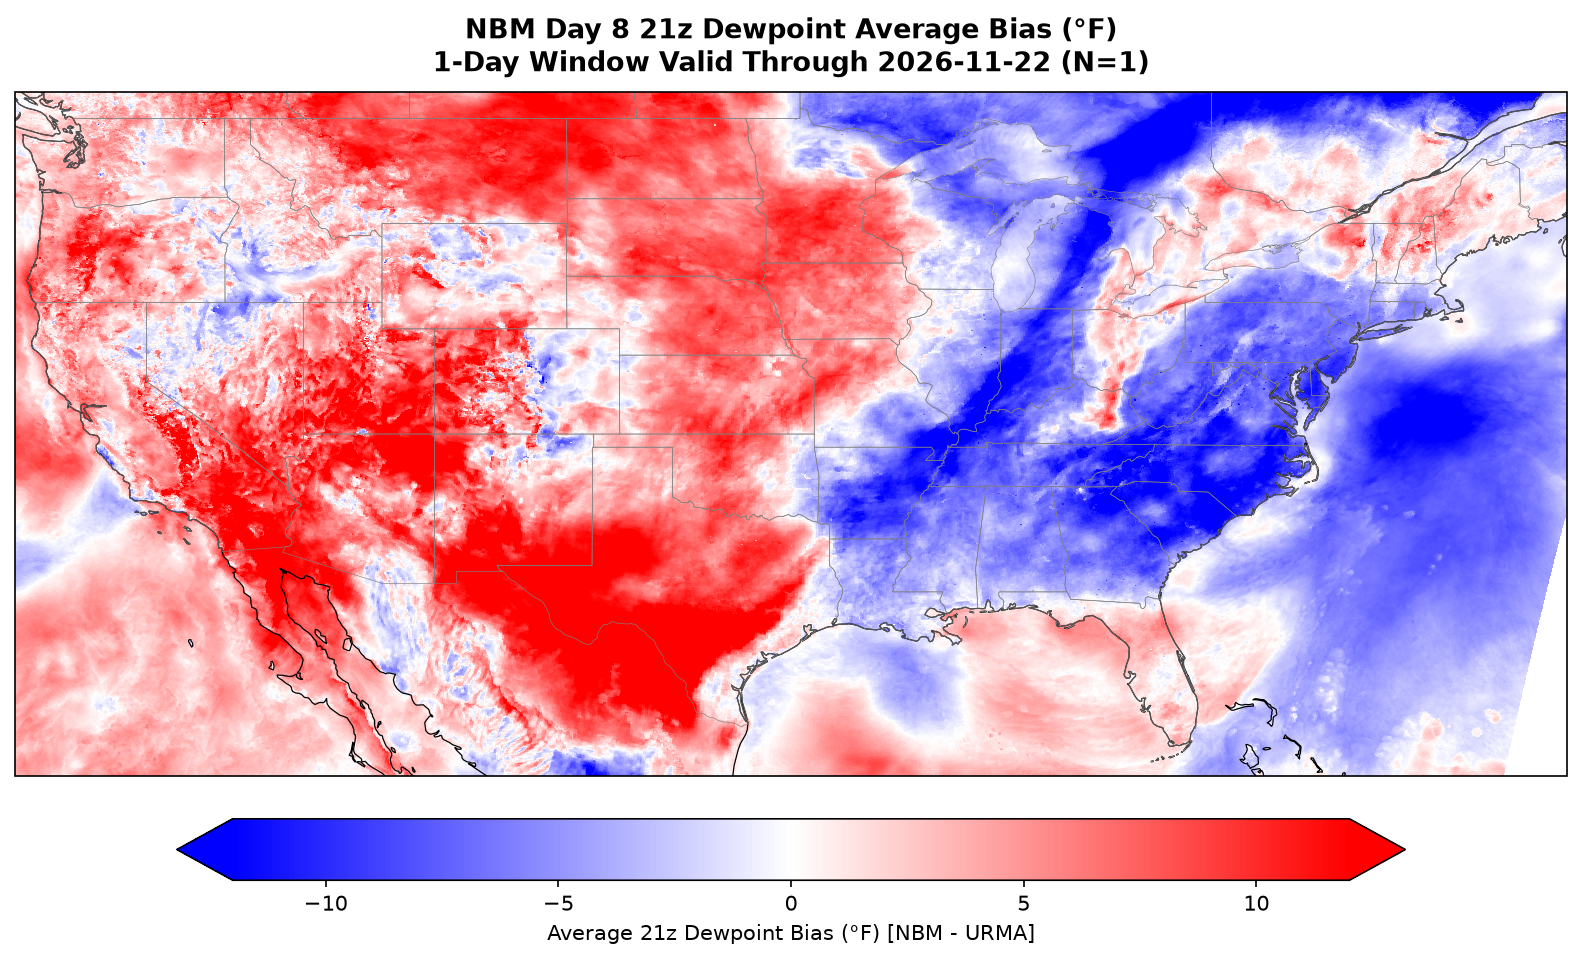 NBM Day 8 21z Dewpoint Average Bias (°F)
1-Day Window Valid Through 2026-11-22 (N=1)
−10 −5 0 5 10
Average 21z Dewpoint Bias (°F) [NBM - URMA]